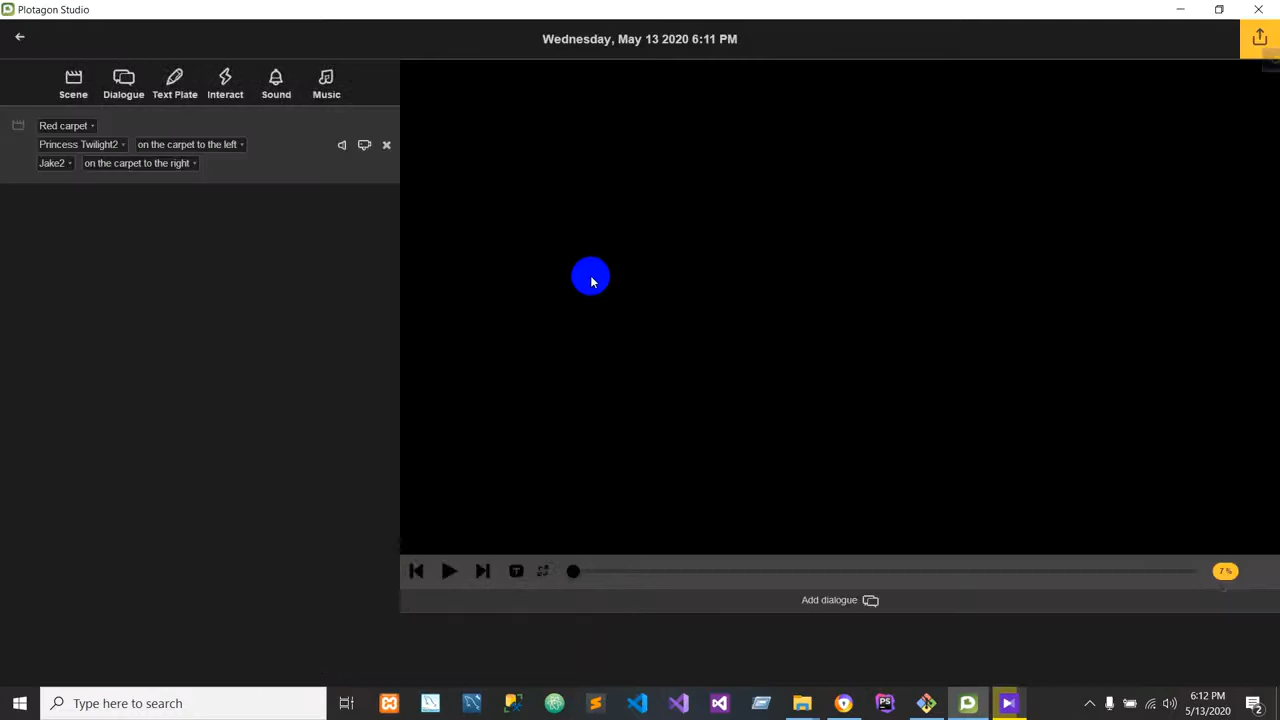 Plotagon Studio
Wednesday, May 13 2020 6:11 PM
Scene Dialogue Text Plate Interact Sound Music
Red carpet
Princess Twilight2 on the carpet to the left
Jake2 on the carpet to the right
T
7 %
Add dialogue
Type here to search
PS
6:12 PM
5/13/2020
2